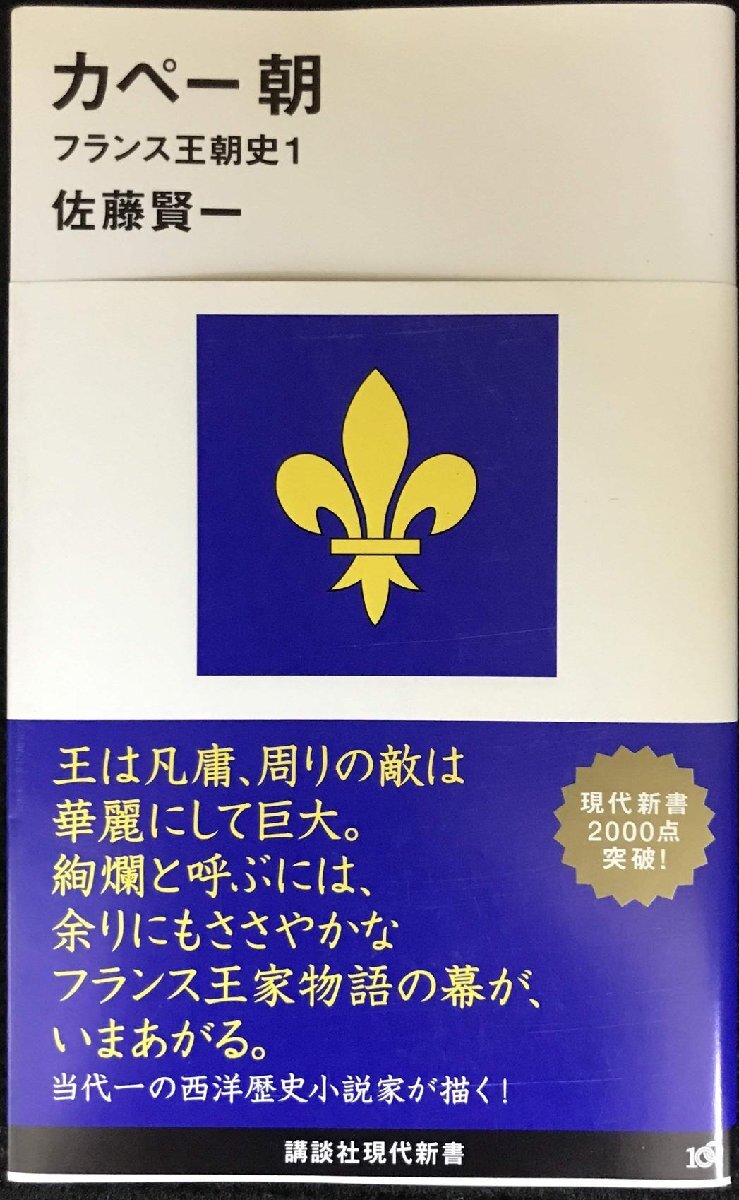 カペー朝
フランス王朝史1
佐藤賢一
王は凡庸、周りの敵は
華麗にして巨大。
絢爛と呼ぶには、
余りにもささやかな
フランス王家物語の幕が、
いまあがる。
当代一の西洋歴史小説家が描く!
現代新書
2000点
突破!
講談社現代新書